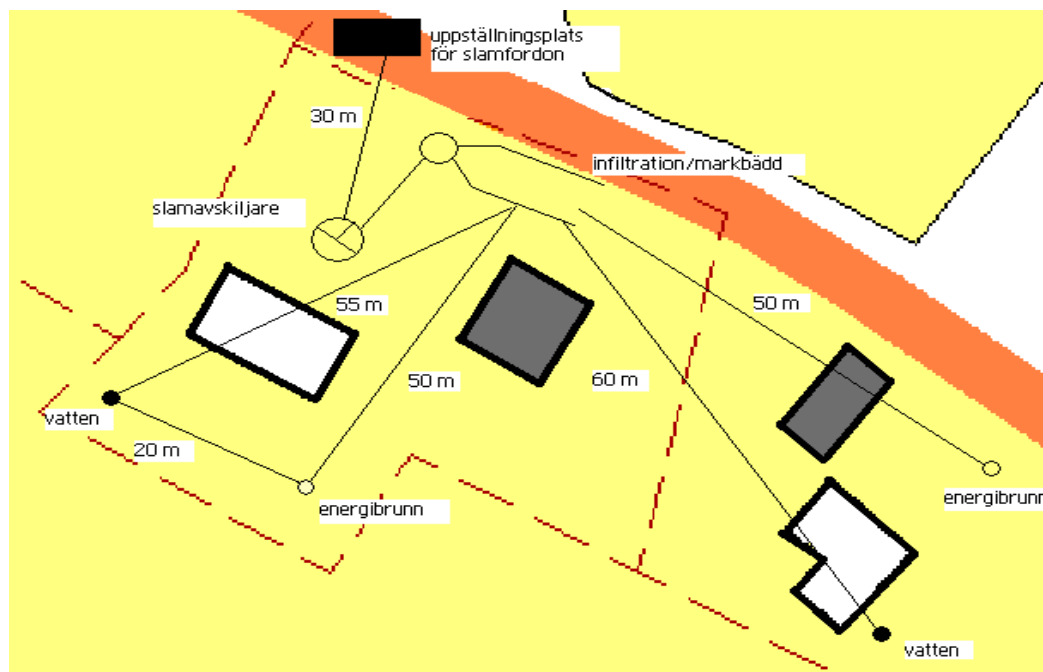 uppställningsplats
för slamfordon
30 m
infiltration/markbädd
slamavskiljare
55 m
50 m
50 m
60 m
vatten
20 m
energibrunn
energibrunn
vatten